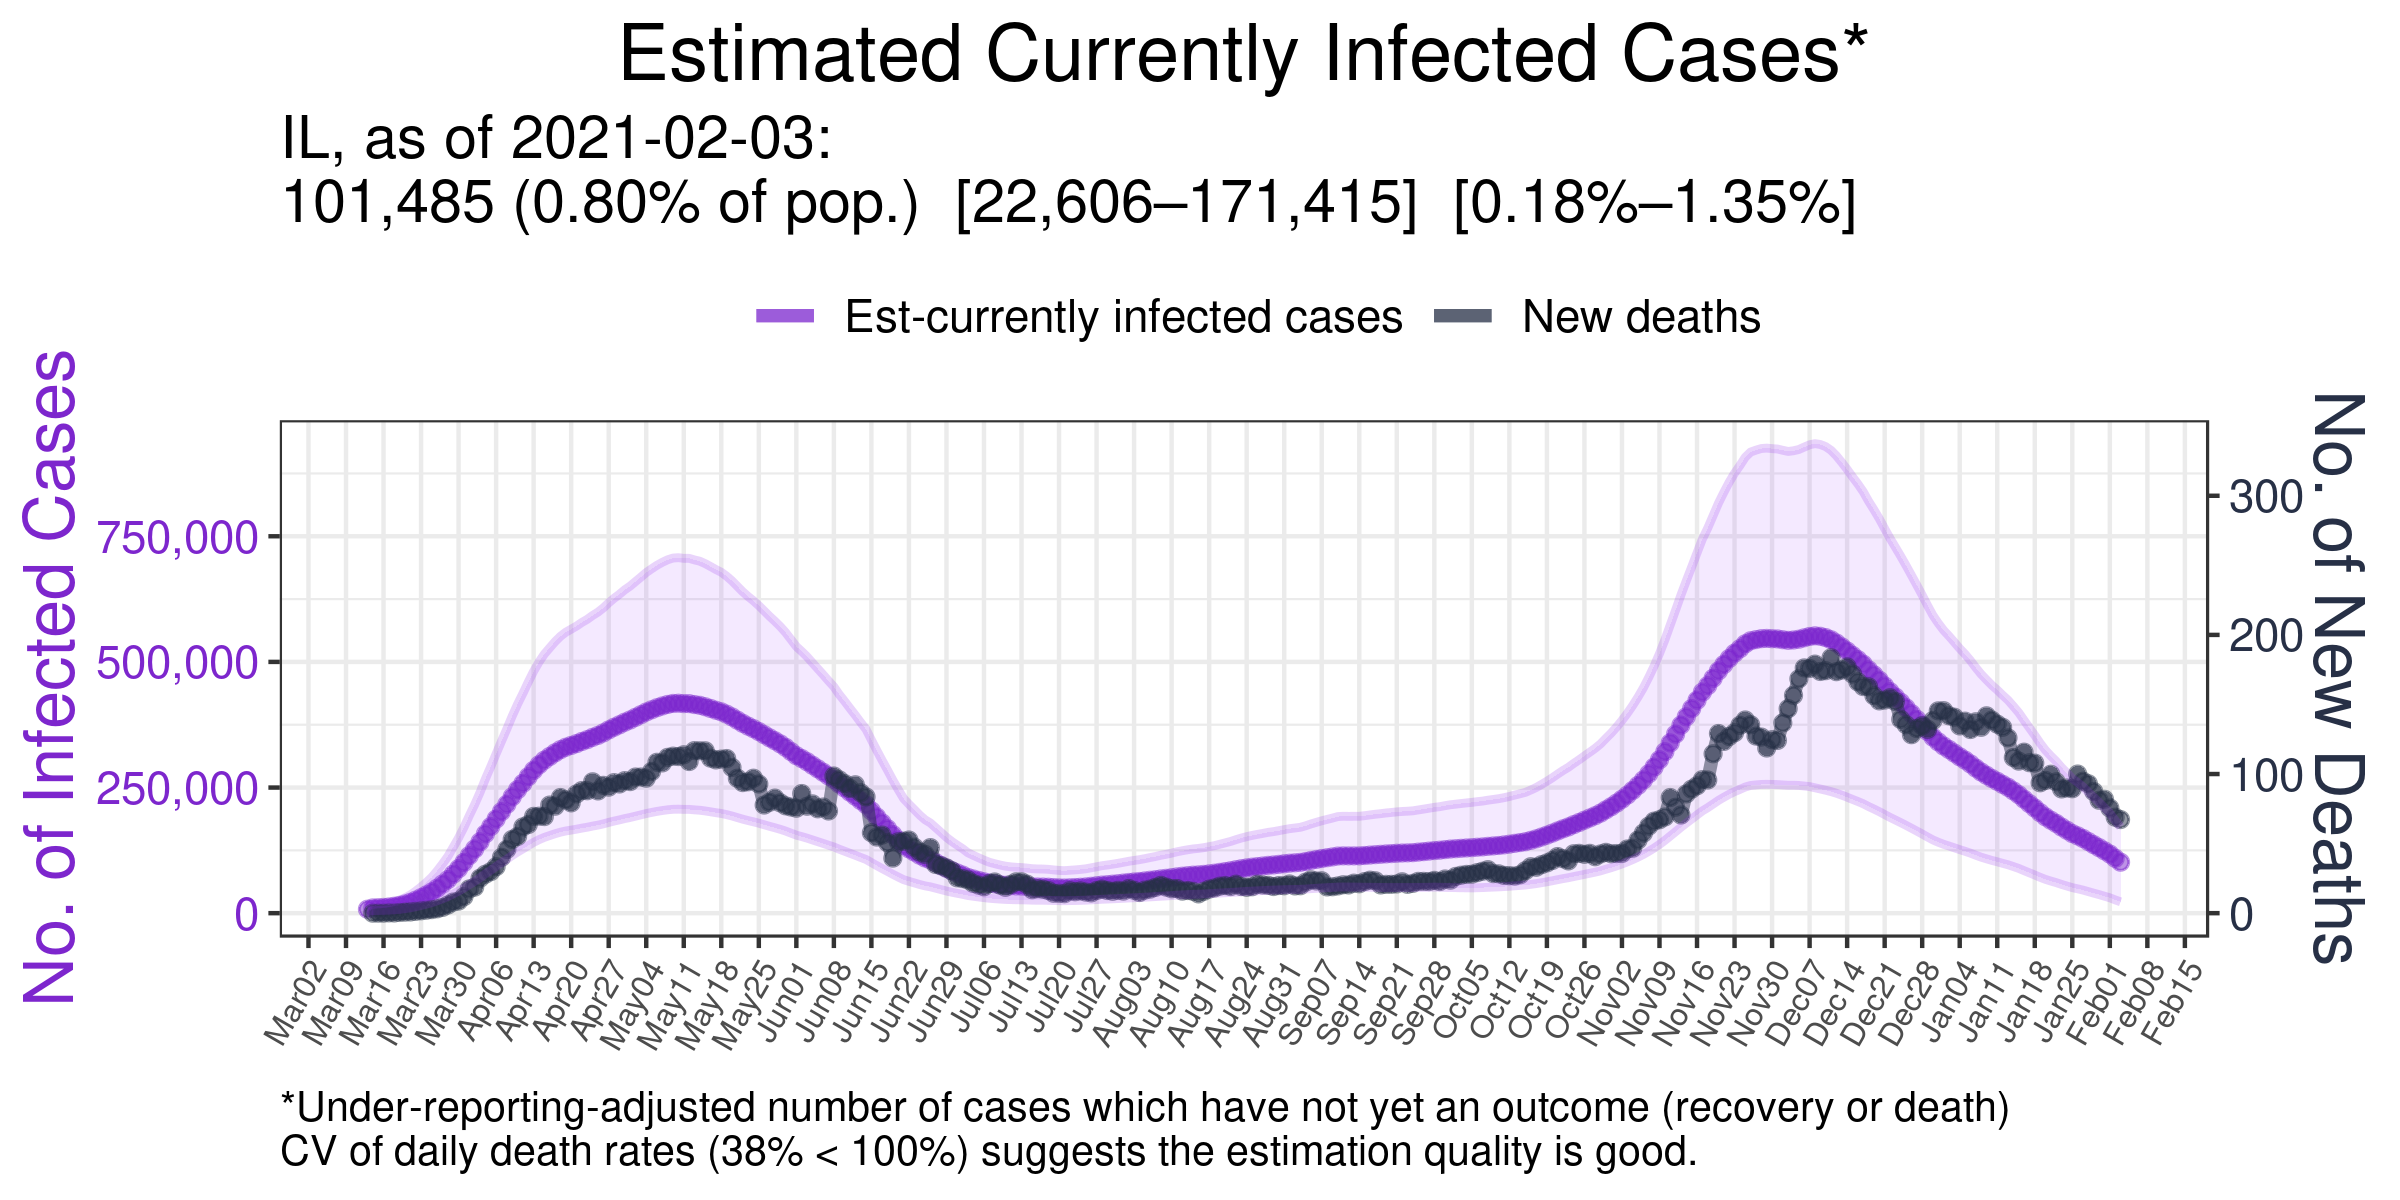 Estimated Currently Infected Cases*
IL, as of 2021-02-03:
101,485 (0.80% of pop.)  [22,606–171,415]  [0.18%–1.35%]
Est-currently infected cases
New deaths
No. of Infected Cases
750,000
500,000
250,000
0
300
200
100
0
No. of New Deaths
Mar02
Mar09
Mar16
Mar23
Mar30
Apr06
Apr13
Apr20
Apr27
May04
May11
May18
May25
Jun01
Jun08
Jun15
Jun22
Jun29
Jul06
Jul13
Jul20
Jul27
Aug03
Aug10
Aug17
Aug24
Aug31
Sep07
Sep14
Sep21
Sep28
Oct05
Oct12
Oct19
Oct26
Nov02
Nov09
Nov16
Nov23
Nov30
Dec07
Dec14
Dec21
Dec28
Jan04
Jan11
Jan18
Jan25
Feb01
Feb08
Feb15
*Under-reporting-adjusted number of cases which have not yet an outcome (recovery or death)
CV of daily death rates (38% < 100%) suggests the estimation quality is good.